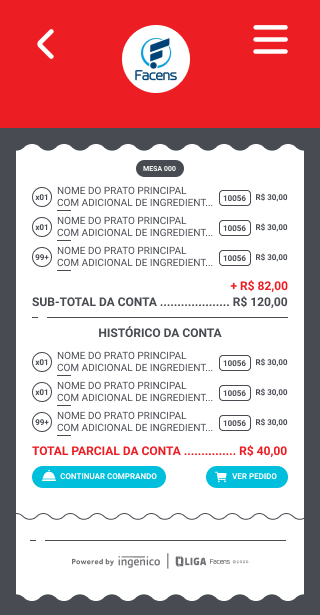 Facens
MESA 000
x01 NOME DO PRATO PRINCIPAL
COM ADICIONAL DE INGREDIENT... 10056 R$ 30,00
x01 NOME DO PRATO PRINCIPAL
COM ADICIONAL DE INGREDIENT... 10056 R$ 30,00
99+ NOME DO PRATO PRINCIPAL
COM ADICIONAL DE INGREDIENT... 10056 R$ 30,00
+ R$ 82,00
SUB-TOTAL DA CONTA .................... R$ 120,00
HISTÓRICO DA CONTA
x01 NOME DO PRATO PRINCIPAL
COM ADICIONAL DE INGREDIENT... 10056 R$ 30,00
x01 NOME DO PRATO PRINCIPAL
COM ADICIONAL DE INGREDIENT... 10056 R$ 30,00
99+ NOME DO PRATO PRINCIPAL
COM ADICIONAL DE INGREDIENT... 10056 R$ 30,00
TOTAL PARCIAL DA CONTA ............... R$ 40,00
CONTINUAR COMPRANDO VER PEDIDO
Powered by ingenico LIGA Facens